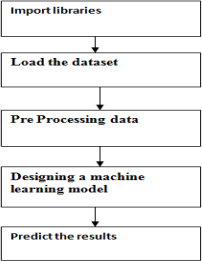 Import libraries
Load the dataset
Pre Processing data
Designing a machine
learning model
Predict the results